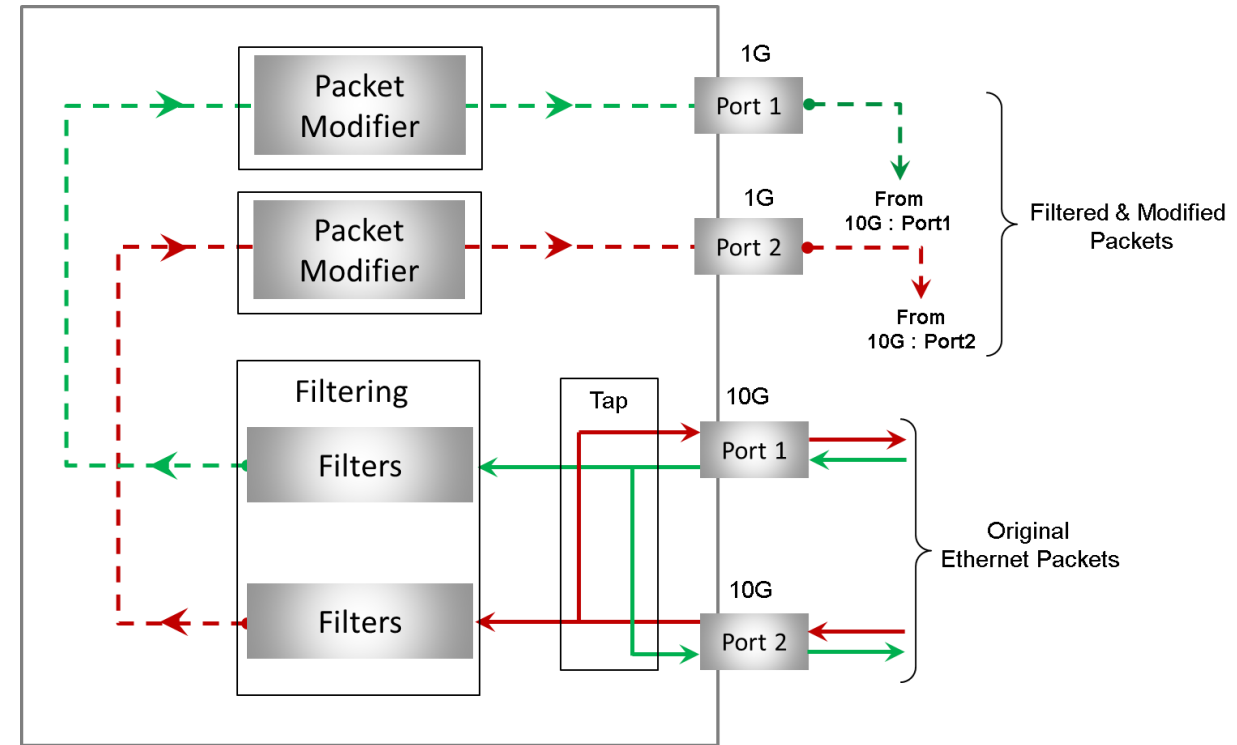 1G
Packet
Modifier
Port 1
From
10G : Port1
1G
Packet
Modifier
Port 2
From
10G : Port2
Filtered & Modified
Packets
Filtering
Filters
Filters
Tap
10G
Port 1
10G
Port 2
Original
Ethernet Packets